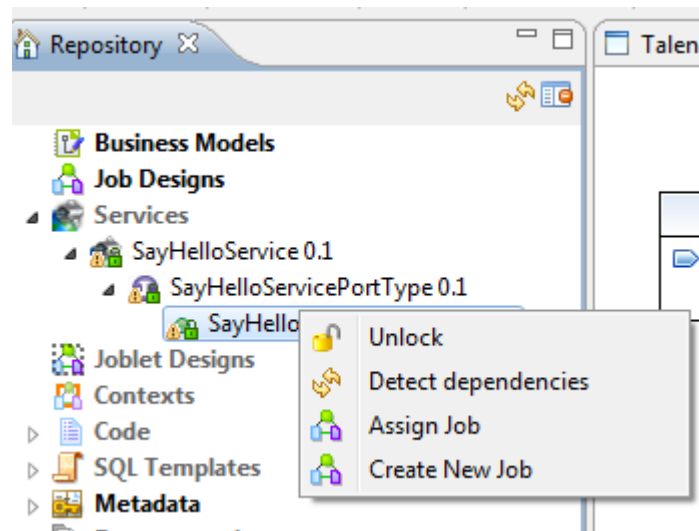 Repository
Talen
Business Models
Job Designs
Services
SayHelloService 0.1
SayHelloServicePortType 0.1
SayHello
Unlock
Detect dependencies
Assign Job
Create New Job
Joblet Designs
Contexts
Code
SQL Templates
Metadata